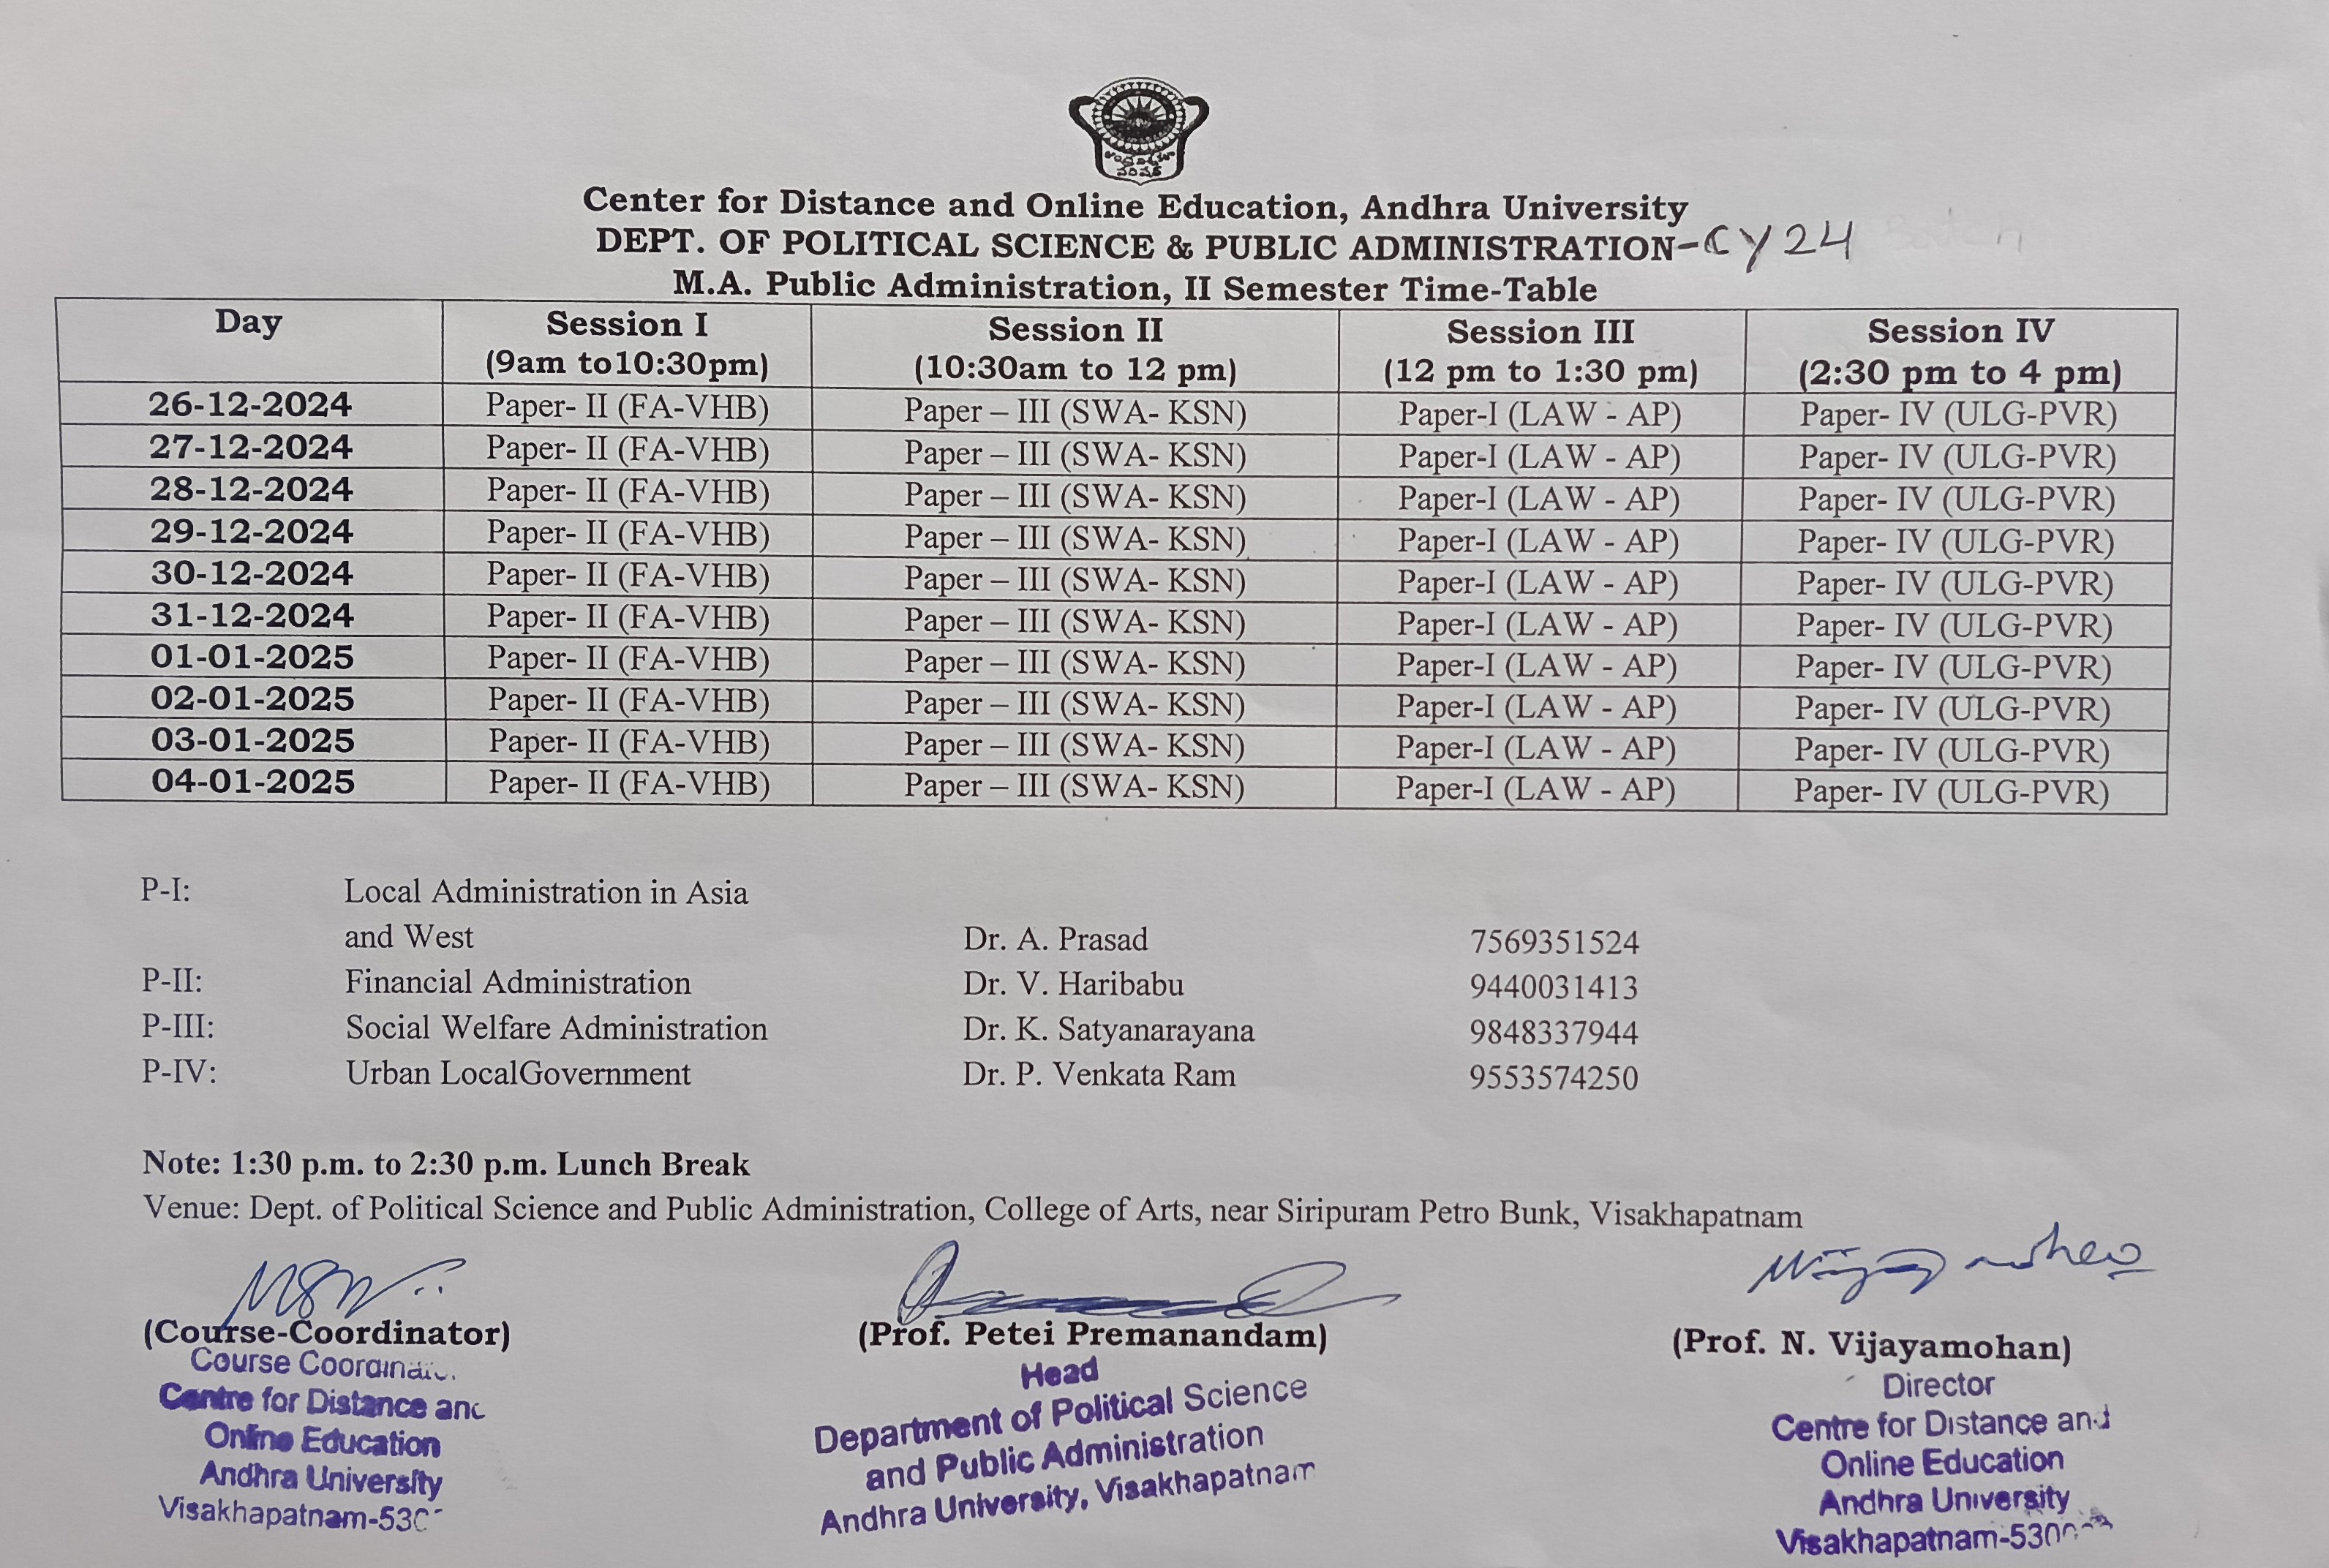 ఆంధ్ర విశ్వకళా
పరిషత్
Center for Distance and Online Education, Andhra University
DEPT. OF POLITICAL SCIENCE & PUBLIC ADMINISTRATION-CY24
M.A. Public Administration, II Semester Time-Table
Day Session I Session II Session III Session IV
(9am to10:30pm) (10:30am to 12 pm) (12 pm to 1:30 pm) (2:30 pm to 4 pm)
26-12-2024 Paper- II (FA-VHB) Paper – III (SWA- KSN) Paper-I (LAW - AP) Paper- IV (ULG-PVR)
27-12-2024 Paper- II (FA-VHB) Paper – III (SWA- KSN) Paper-I (LAW - AP) Paper- IV (ULG-PVR)
28-12-2024 Paper- II (FA-VHB) Paper – III (SWA- KSN) Paper-I (LAW - AP) Paper- IV (ULG-PVR)
29-12-2024 Paper- II (FA-VHB) Paper – III (SWA- KSN) Paper-I (LAW - AP) Paper- IV (ULG-PVR)
30-12-2024 Paper- II (FA-VHB) Paper – III (SWA- KSN) Paper-I (LAW - AP) Paper- IV (ULG-PVR)
31-12-2024 Paper- II (FA-VHB) Paper – III (SWA- KSN) Paper-I (LAW - AP) Paper- IV (ULG-PVR)
01-01-2025 Paper- II (FA-VHB) Paper – III (SWA- KSN) Paper-I (LAW - AP) Paper- IV (ULG-PVR)
02-01-2025 Paper- II (FA-VHB) Paper – III (SWA- KSN) Paper-I (LAW - AP) Paper- IV (ULG-PVR)
03-01-2025 Paper- II (FA-VHB) Paper – III (SWA- KSN) Paper-I (LAW - AP) Paper- IV (ULG-PVR)
04-01-2025 Paper- II (FA-VHB) Paper – III (SWA- KSN) Paper-I (LAW - AP) Paper- IV (ULG-PVR)
P-I: Local Administration in Asia
and West Dr. A. Prasad 7569351524
P-II: Financial Administration Dr. V. Haribabu 9440031413
P-III: Social Welfare Administration Dr. K. Satyanarayana 9848337944
P-IV: Urban LocalGovernment Dr. P. Venkata Ram 9553574250
Note: 1:30 p.m. to 2:30 p.m. Lunch Break
Venue: Dept. of Political Science and Public Administration, College of Arts, near Siripuram Petro Bunk, Visakhapatnam
(Course-Coordinator)
Course
Centre for Distance and
Online Education
Andhra University
Visakhapatnam-530
(Prof. Petei Premanandam)
Head
Department of Political Science
and Public Administration
Andhra University, Visakhapatnam
(Prof. N. Vijayamohan)
Director
Centre for Distance and
Online Education
Andhra University
Visakhapatnam-530